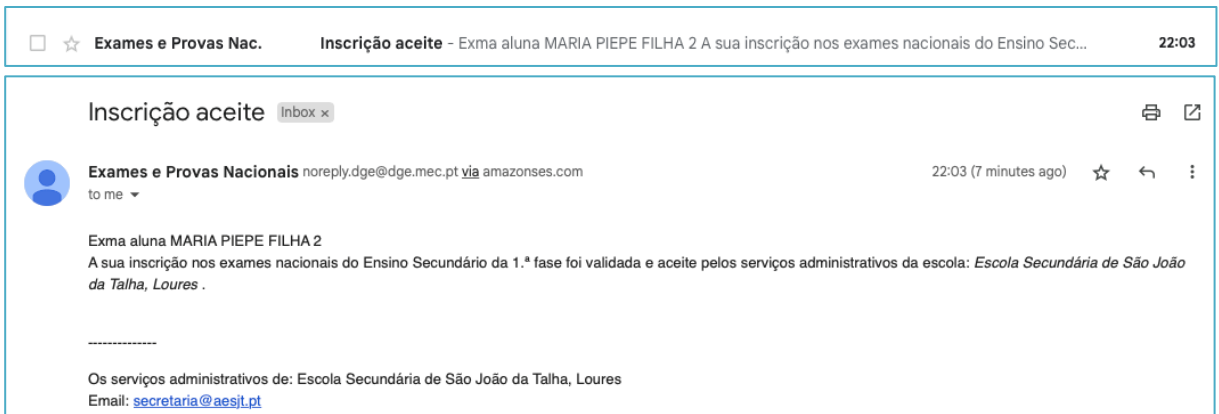 Exames e Provas Nac. Inscrição aceite - Exma aluna MARIA PIEPE FILHA 2 A sua inscrição nos exames nacionais do Ensino Sec... 22:03
Inscrição aceite Inbox x
Exames e Provas Nacionais noreply.dge@dge.mec.pt via amazonses.com 22:03 (7 minutes ago)
to me
Exma aluna MARIA PIEPE FILHA 2
A sua inscrição nos exames nacionais do Ensino Secundário da 1.ª fase foi validada e aceite pelos serviços administrativos da escola: Escola Secundária de São João
da Talha, Loures .
--------------
Os serviços administrativos de: Escola Secundária de São João da Talha, Loures
Email: secretaria@aesjt.pt